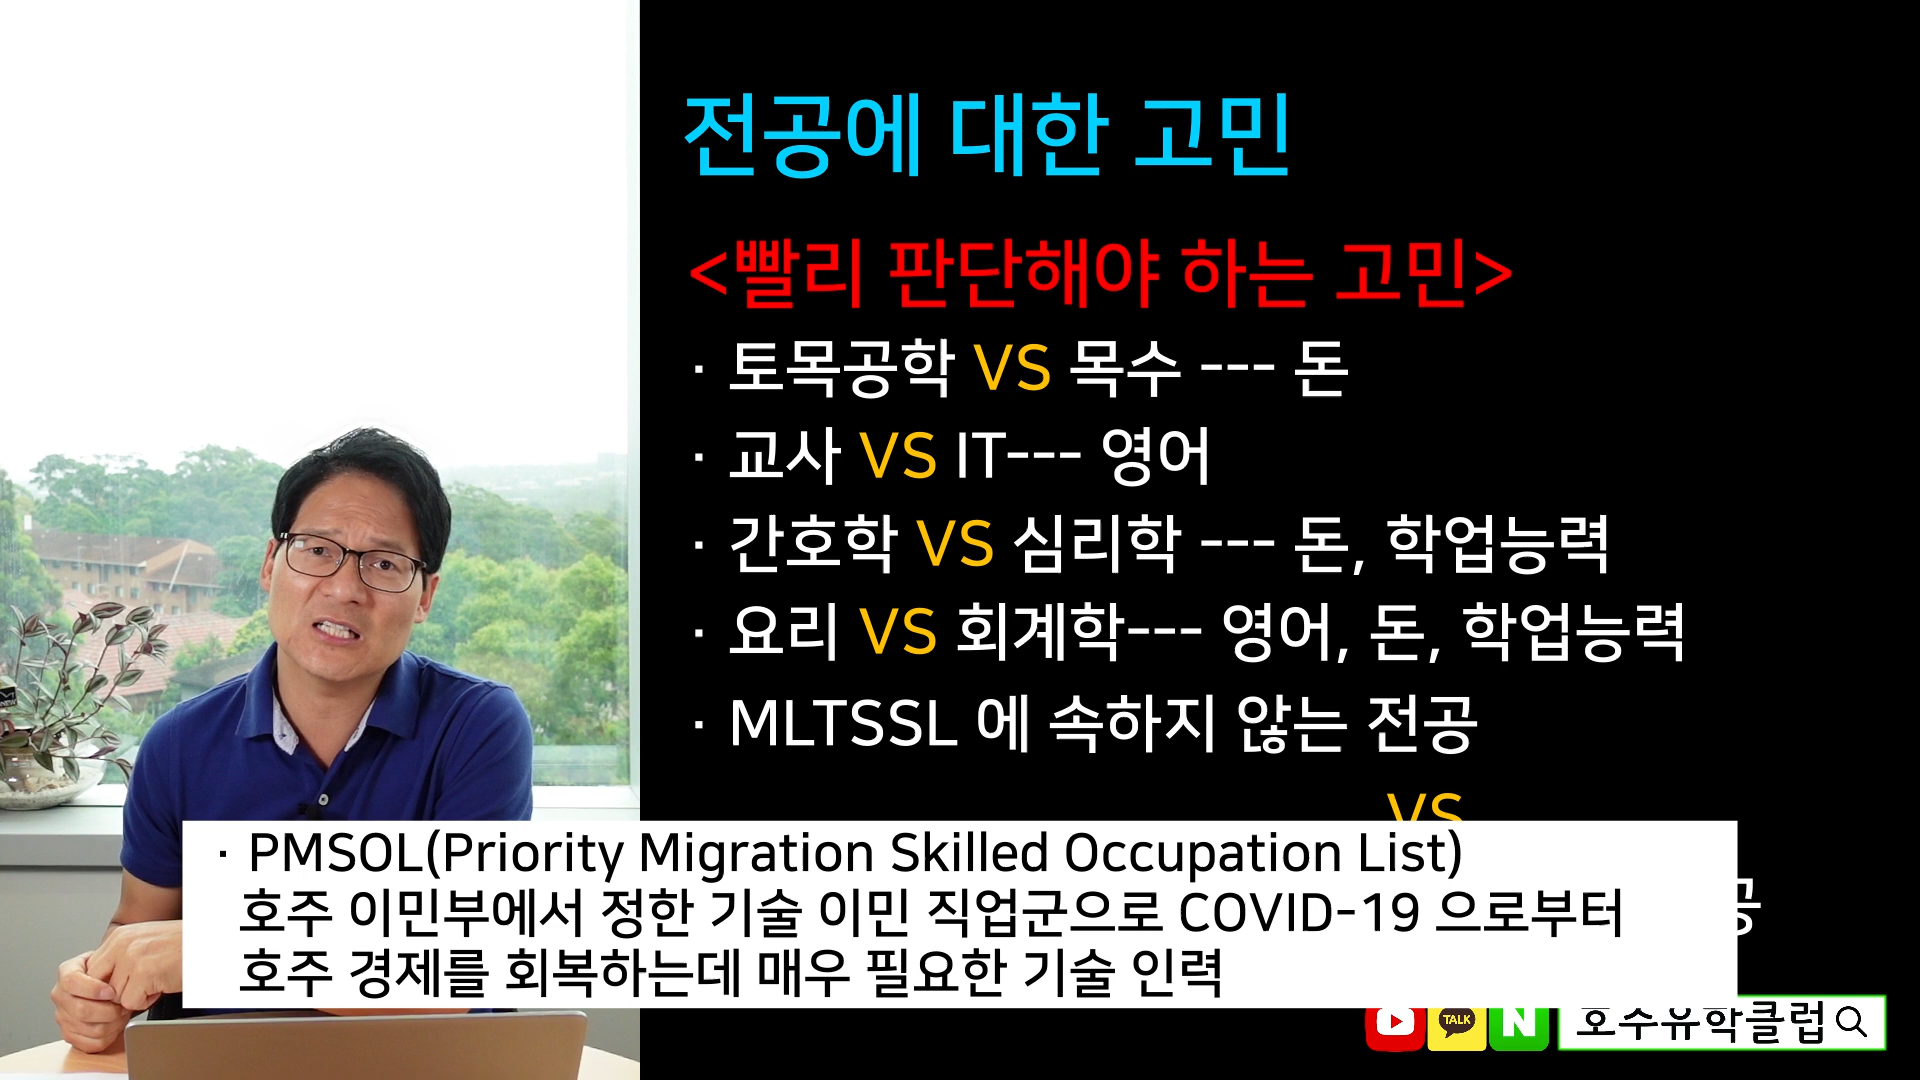 전공에 대한 고민
<빨리 판단해야 하는 고민>
· 토목공학 VS 목수 --- 돈
· 교사 VS IT--- 영어
· 간호학 VS 심리학 --- 돈, 학업능력
· 요리 VS 회계학--- 영어, 돈, 학업능력
· MLTSSL 에 속하지 않는 전공
VS
· PMSOL(Priority Migration Skilled Occupation List)
호주 이민부에서 정한 기술 이민 직업군으로 COVID-19 으로부터
호주 경제를 회복하는데 매우 필요한 기술 인력
공
TALK N 호주유학클럽